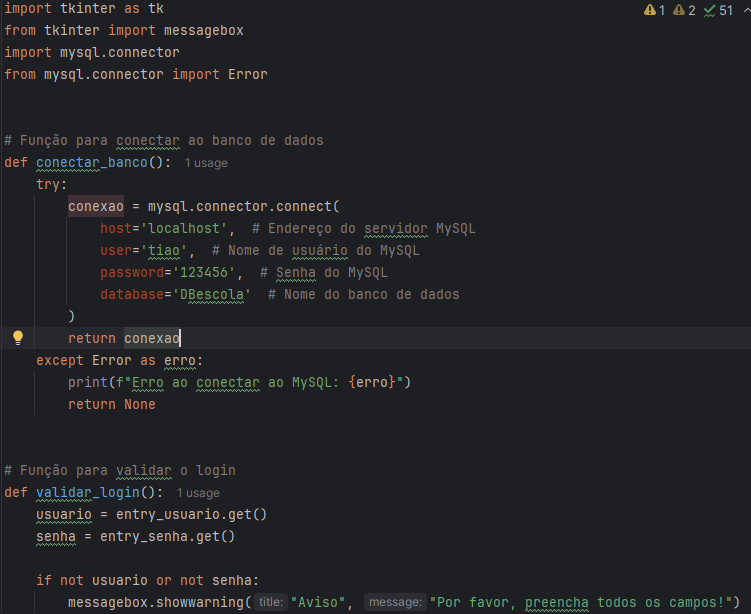 import tkinter as tk
from tkinter import messagebox
import mysql.connector
from mysql.connector import Error
1 2 51
# Função para conectar ao banco de dados
def conectar_banco(): 1 usage
    try:
        conexao = mysql.connector.connect(
            host='localhost',  # Endereço do servidor MySQL
            user='tiao',  # Nome de usuário do MySQL
            password='123456',  # Senha do MySQL
            database='DBescola'  # Nome do banco de dados
        )
        return conexao
    except Error as erro:
        print(f"Erro ao conectar ao MySQL: {erro}")
        return None
# Função para validar o login
def validar_login(): 1 usage
    usuario = entry_usuario.get()
    senha = entry_senha.get()
    if not usuario or not senha:
        messagebox.showwarning( title: "Aviso", message: "Por favor, preencha todos os campos!")